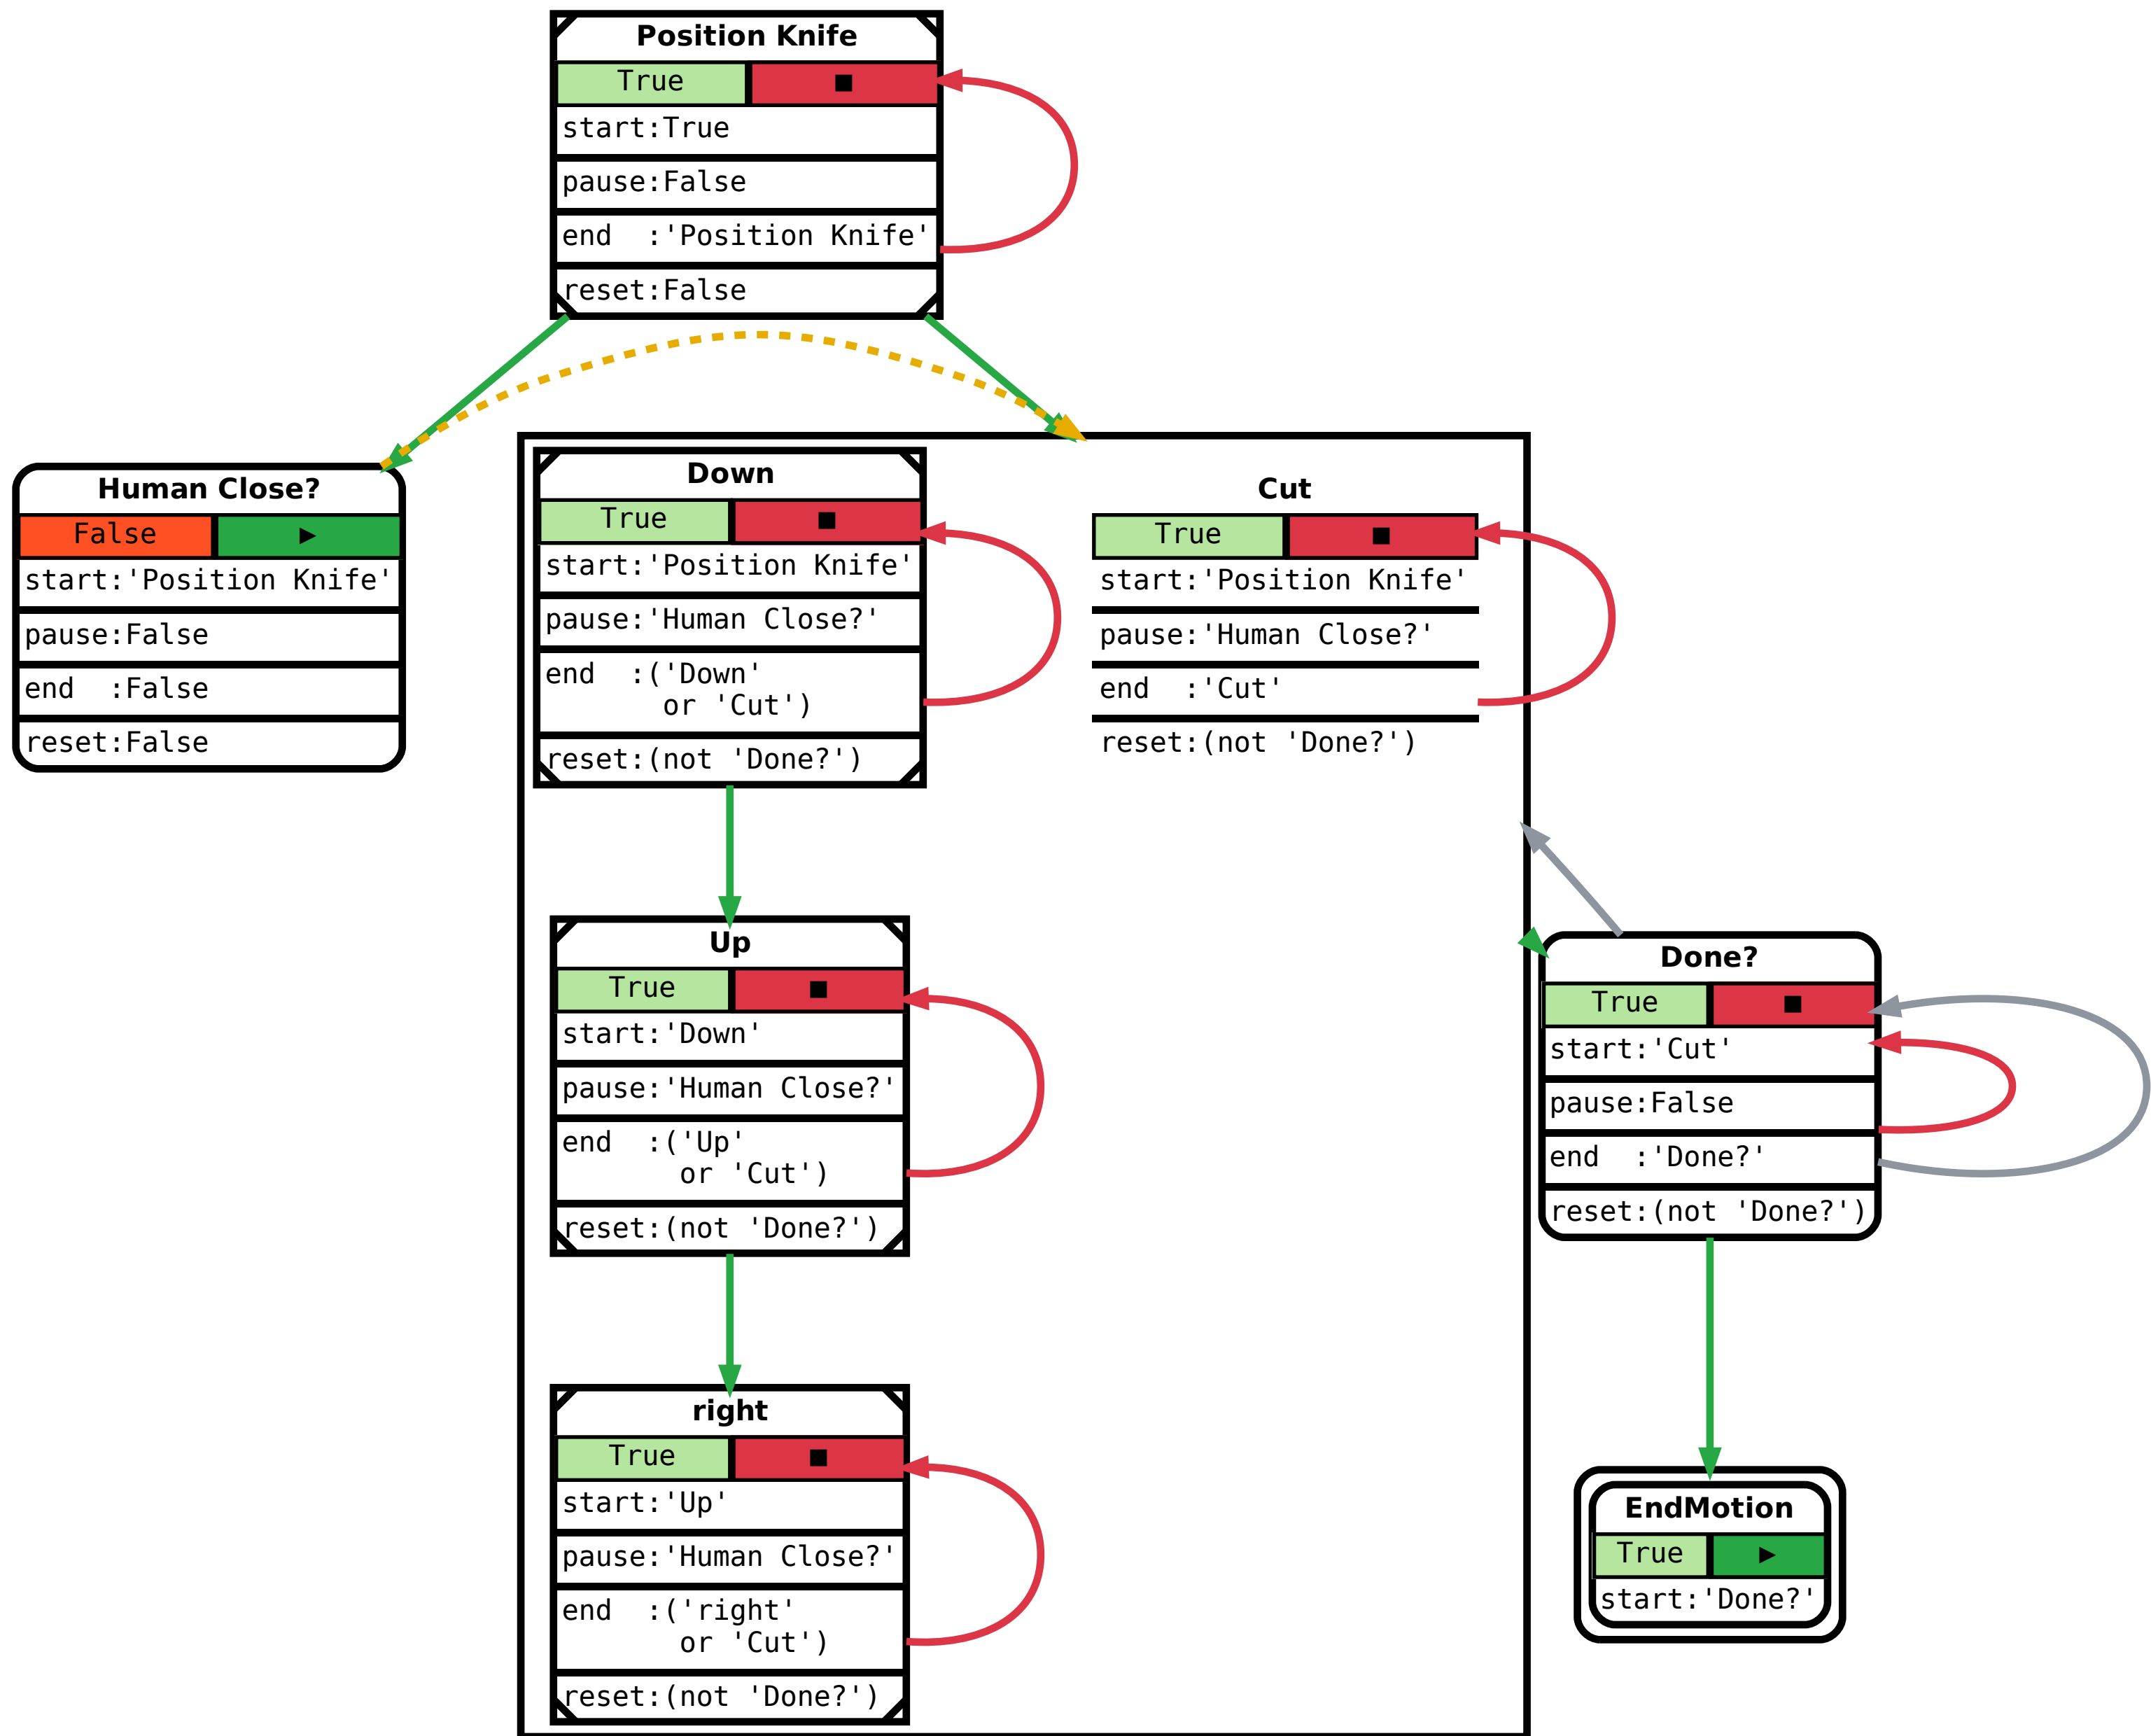 Position Knife
True ■
start:True
pause:False
end  :'Position Knife'
reset:False
Human Close?
False ▶
start:'Position Knife'
pause:False
end  :False
reset:False
Down
True ■
start:'Position Knife'
pause:'Human Close?'
end  :('Down'
or 'Cut')
reset:(not 'Done?')
Cut
True ■
start:'Position Knife'
pause:'Human Close?'
end  :'Cut'
reset:(not 'Done?')
Up
True ■
start:'Down'
pause:'Human Close?'
end  :('Up'
or 'Cut')
reset:(not 'Done?')
Done?
True ■
start:'Cut'
pause:False
end  :'Done?'
reset:(not 'Done?')
right
True ■
start:'Up'
pause:'Human Close?'
end  :('right'
or 'Cut')
reset:(not 'Done?')
EndMotion
True ▶
start:'Done?'